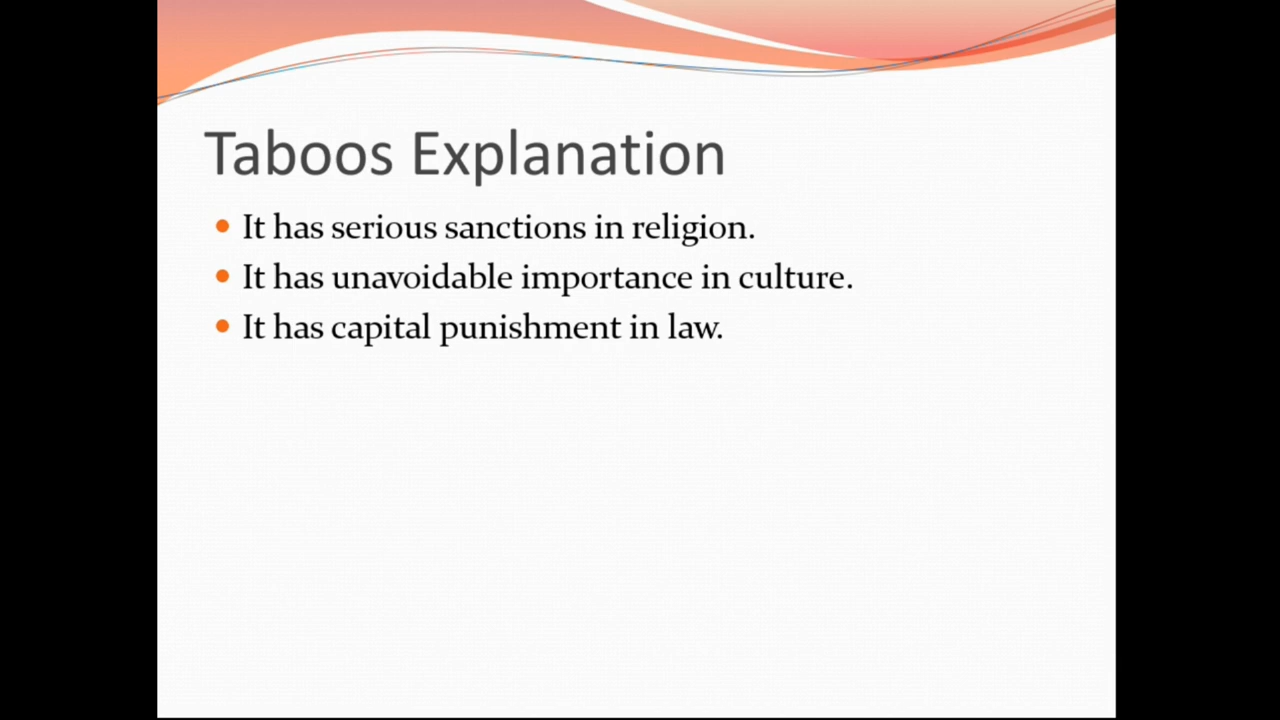 Taboos Explanation
It has serious sanctions in religion.
It has unavoidable importance in culture.
It has capital punishment in law.